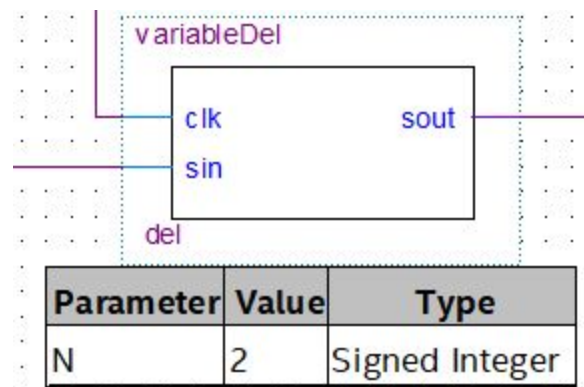 variableDel
clk sout
sin
del
Parameter Value Type
N 2 Signed Integer